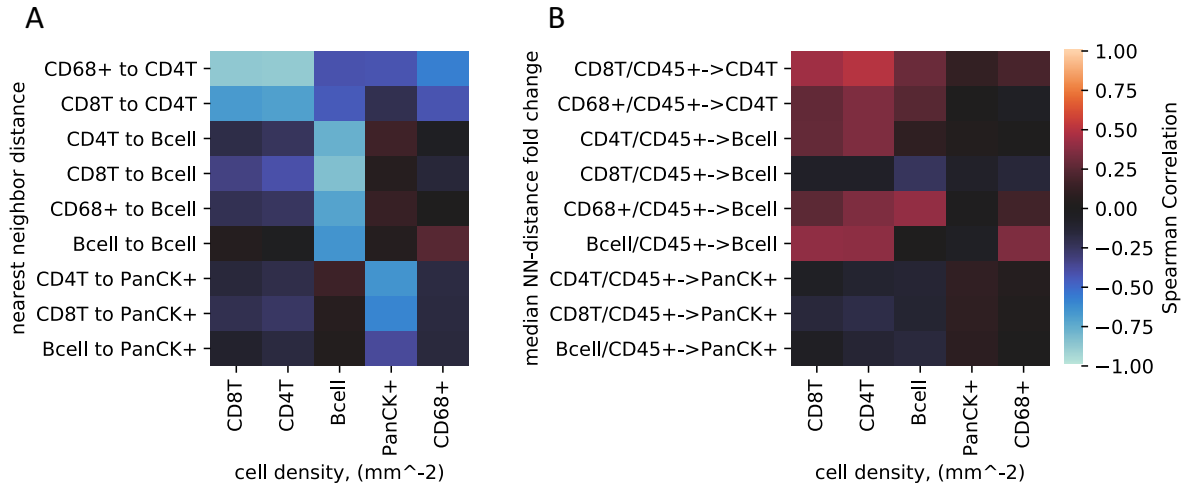 A
nearest neighbor distance
CD68+ to CD4T
CD8T to CD4T
CD4T to Bcell
CD8T to Bcell
CD68+ to Bcell
Bcell to Bcell
CD4T to PanCK+
CD8T to PanCK+
Bcell to PanCK+
CD8T
CD4T
Bcell
PanCK+
CD68+
cell density, (mm^-2)
B
median NN-distance fold change
CD8T/CD45+->CD4T
CD68+/CD45+->CD4T
CD4T/CD45+->Bcell
CD8T/CD45+->Bcell
CD68+/CD45+->Bcell
Bcell/CD45+->Bcell
CD4T/CD45+->PanCK+
CD8T/CD45+->PanCK+
Bcell/CD45+->PanCK+
CD8T
CD4T
Bcell
PanCK+
CD68+
cell density, (mm^-2)
1.00
0.75
0.50
0.25
0.00
−0.25
−0.50
−0.75
−1.00
Spearman Correlation